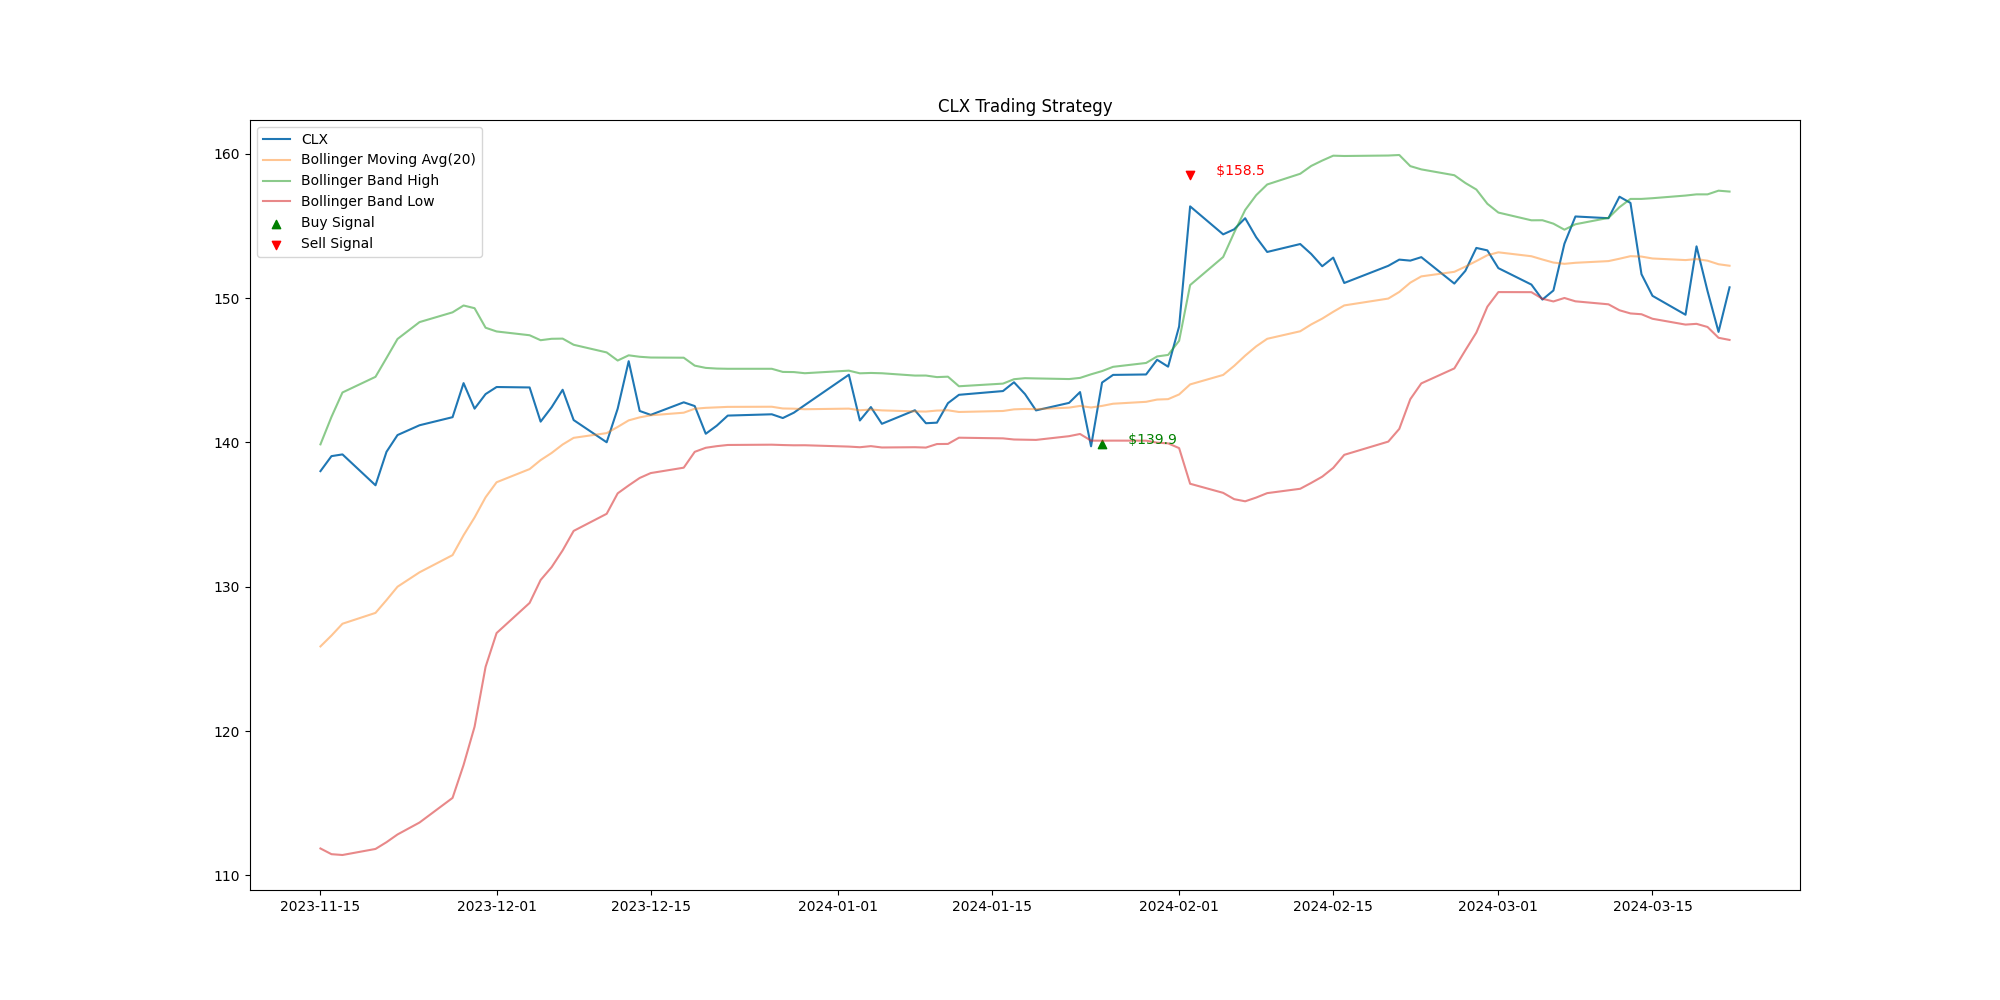 CLX Trading Strategy
CLX
Bollinger Moving Avg(20)
Bollinger Band High
Bollinger Band Low
Buy Signal
Sell Signal
$158.5
$139.9
160
150
140
130
120
110
2023-11-15
2023-12-01
2023-12-15
2024-01-01
2024-01-15
2024-02-01
2024-02-15
2024-03-01
2024-03-15